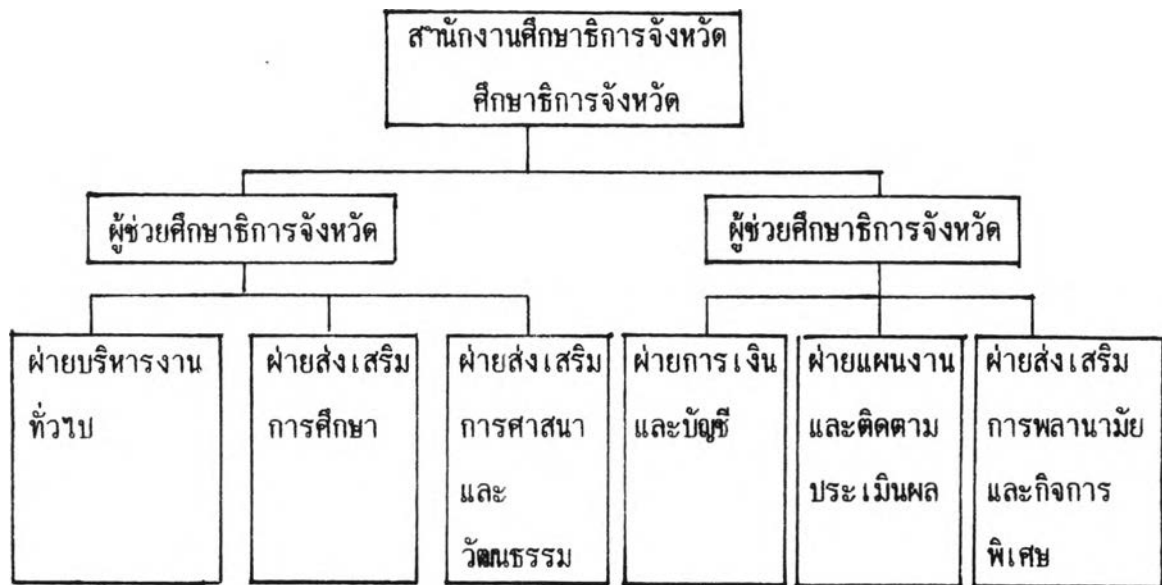 สำนักงานศึกษาธิการจังหวัด
ศึกษาธิการจังหวัด
ผู้ช่วยศึกษาธิการจังหวัด
ผู้ช่วยศึกษาธิการจังหวัด
ฝ่ายบริหารงาน
ทั่วไป
ฝ่ายส่งเสริม
การศึกษา
ฝ่ายส่งเสริม
การศาสนา
และ
วัฒนธรรม
ฝ่ายการเงิน
และบัญชี
ฝ่ายแผนงาน
และติดตาม
ประเมินผล
ฝ่ายส่งเสริม
การพลานามัย
และกิจการ
พิเศษ